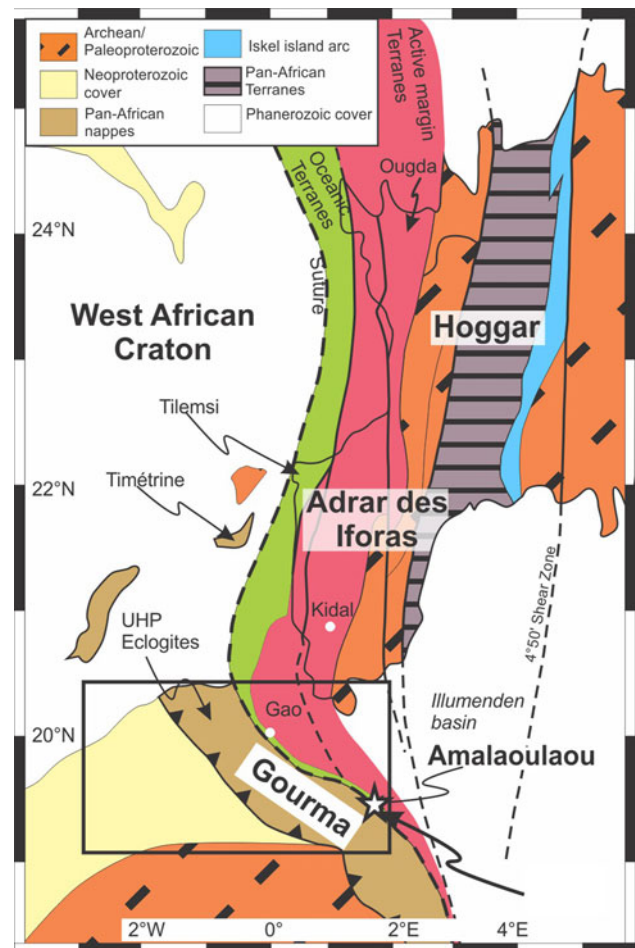 Archean/
Paleoproterozoic
Iskel island arc
Neoproterozoic
cover
Pan-African
Terranes
Pan-African
nappes
Phanerozoic cover
Active margin
Terranes
Oceanic
Terranes
Ougda
24°N
Suture
West African
Craton
Hoggar
Tilemsi
Timétrine
22°N
Adrar des
Iforas
UHP
Eclogites
Kidal
4°50' Shear Zone
Illumenden
basin
Gao
20°N
Amalaoulaou
Gourma
2°W
0°
2°E
4°E